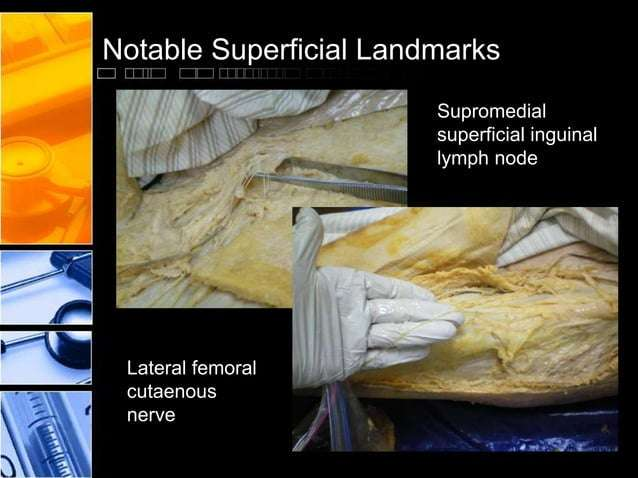 Notable Superficial Landmarks
Supromedial
superficial inguinal
lymph node
Lateral femoral
cutaenous
nerve